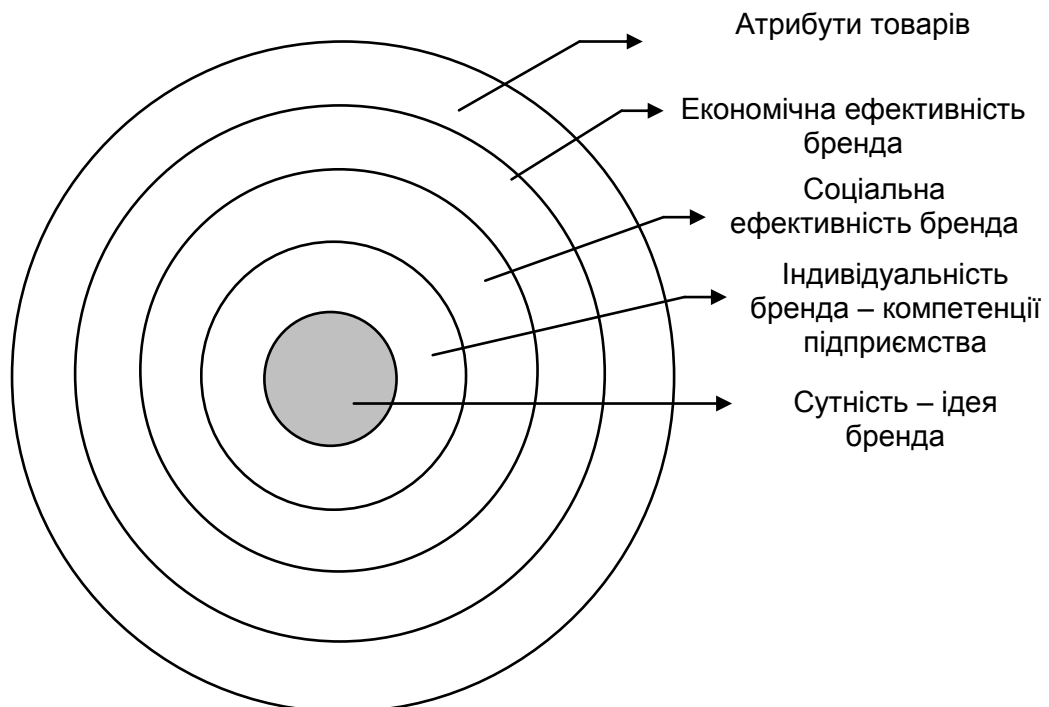 Атрибути товарів
Економічна ефективність
бренда
Соціальна
ефективність бренда
Індивідуальність
бренда – компетенції
підприємства
Сутність – ідея
бренда